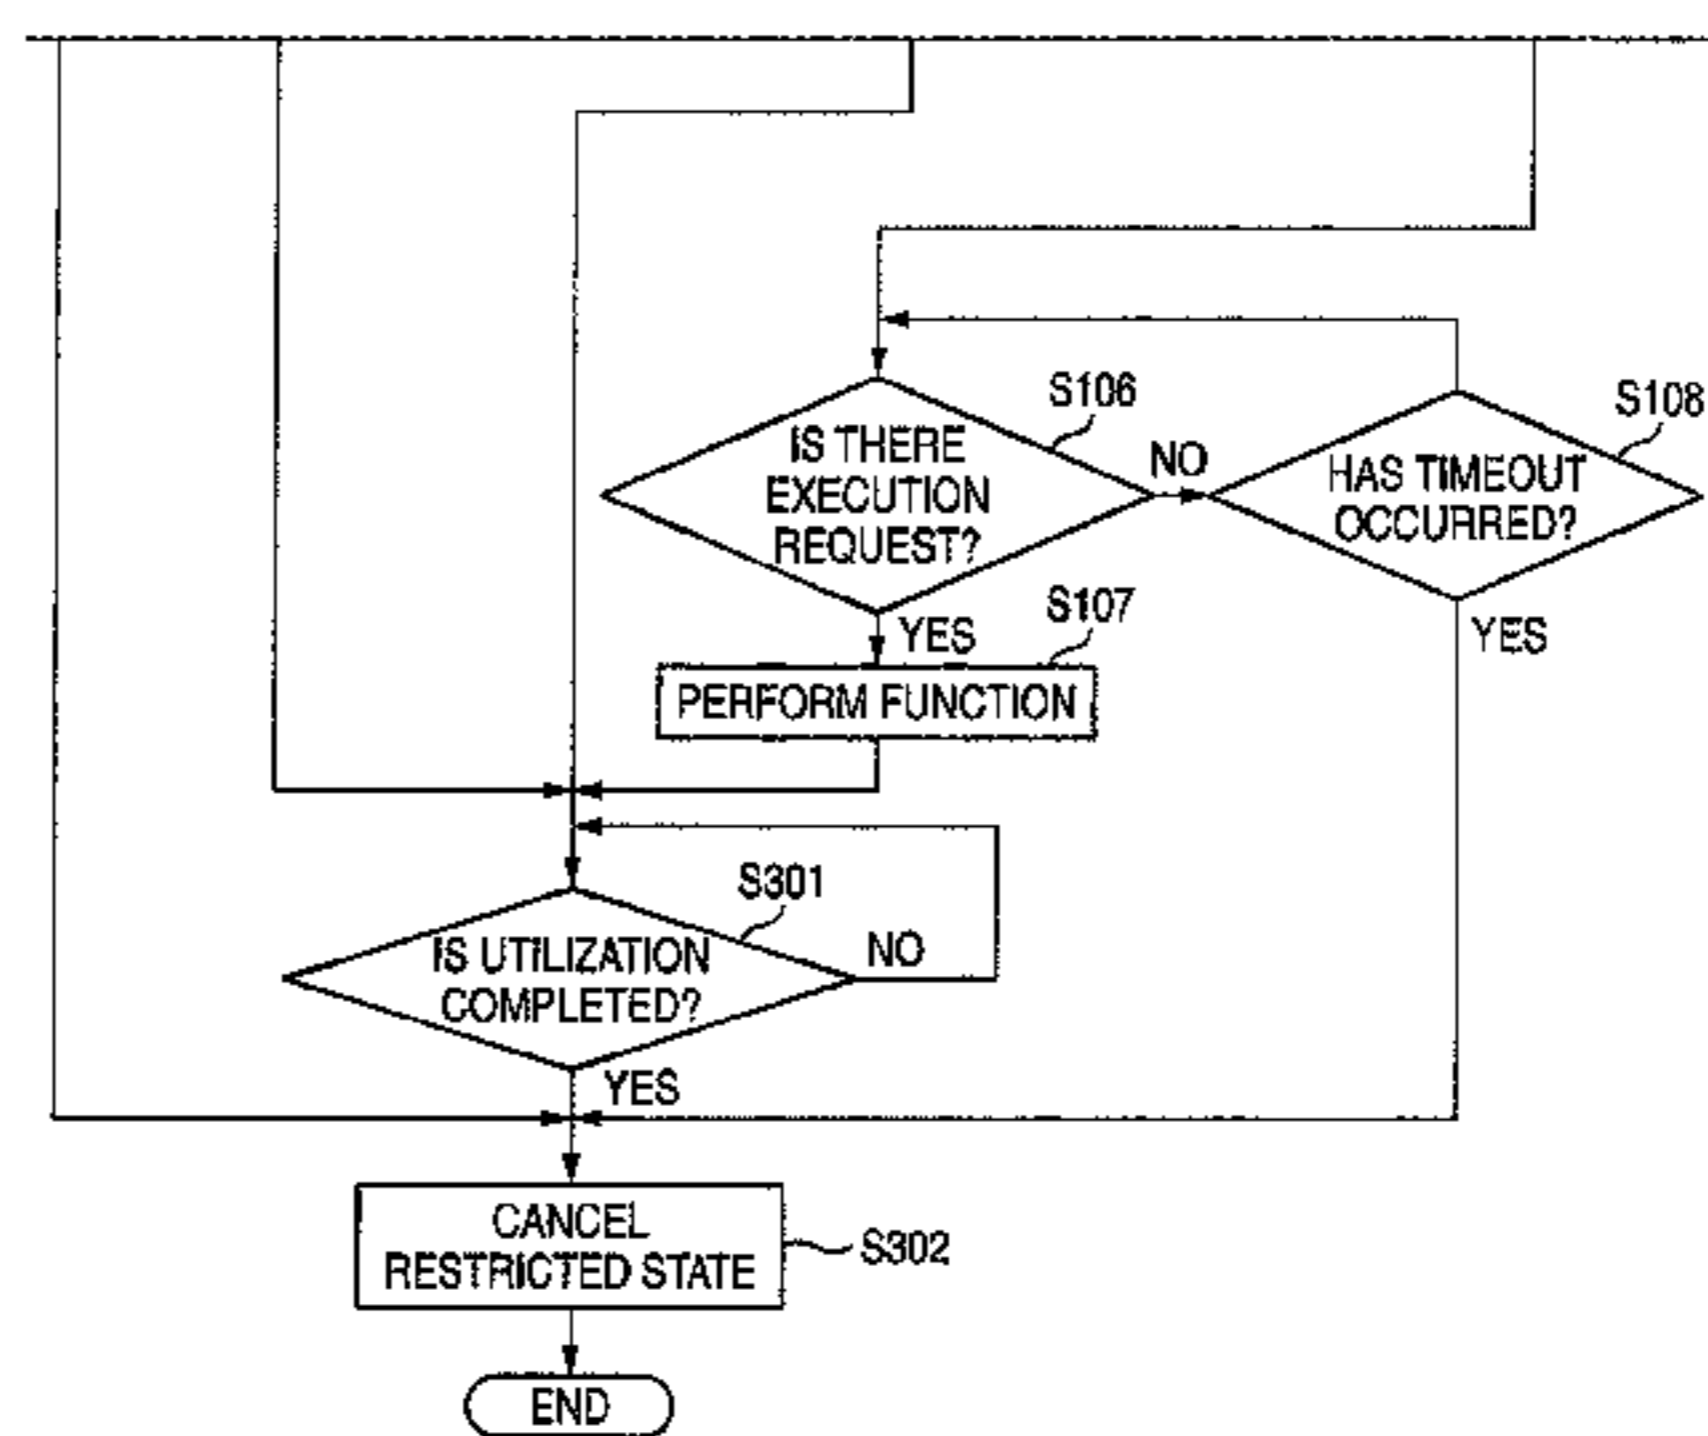 S106
IS THERE
EXECUTION
REQUEST?
NO
S108
HAS TIMEOUT
OCCURRED?
YES
S107
YES
PERFORM FUNCTION
S301
IS UTILIZATION
COMPLETED?
NO
YES
CANCEL
RESTRICTED STATE
S302
END